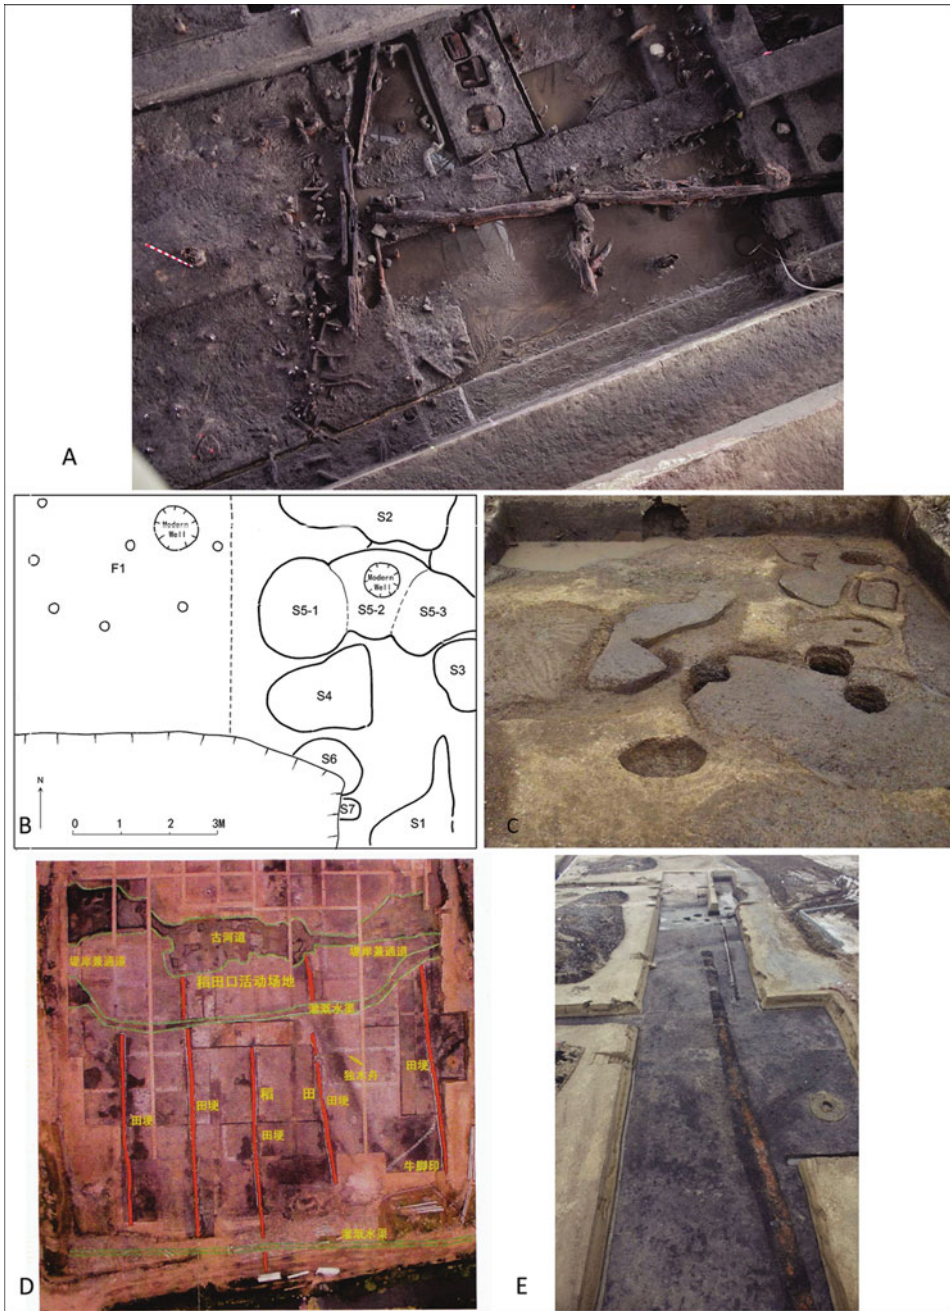 A
Modern
Well
F1
S2
Modern
Well
S5-1
S5-2
S5-3
S4
S3
S6
S7
S1
N
0 1 2 3M
B
C
古河道
堤岸兼通道
堤岸兼通道
稻田口活动场地
灌溉水渠
独木舟
田埂
稻 田
田埂
田埂
田埂
田埂
牛脚印
灌溉水渠
D
E